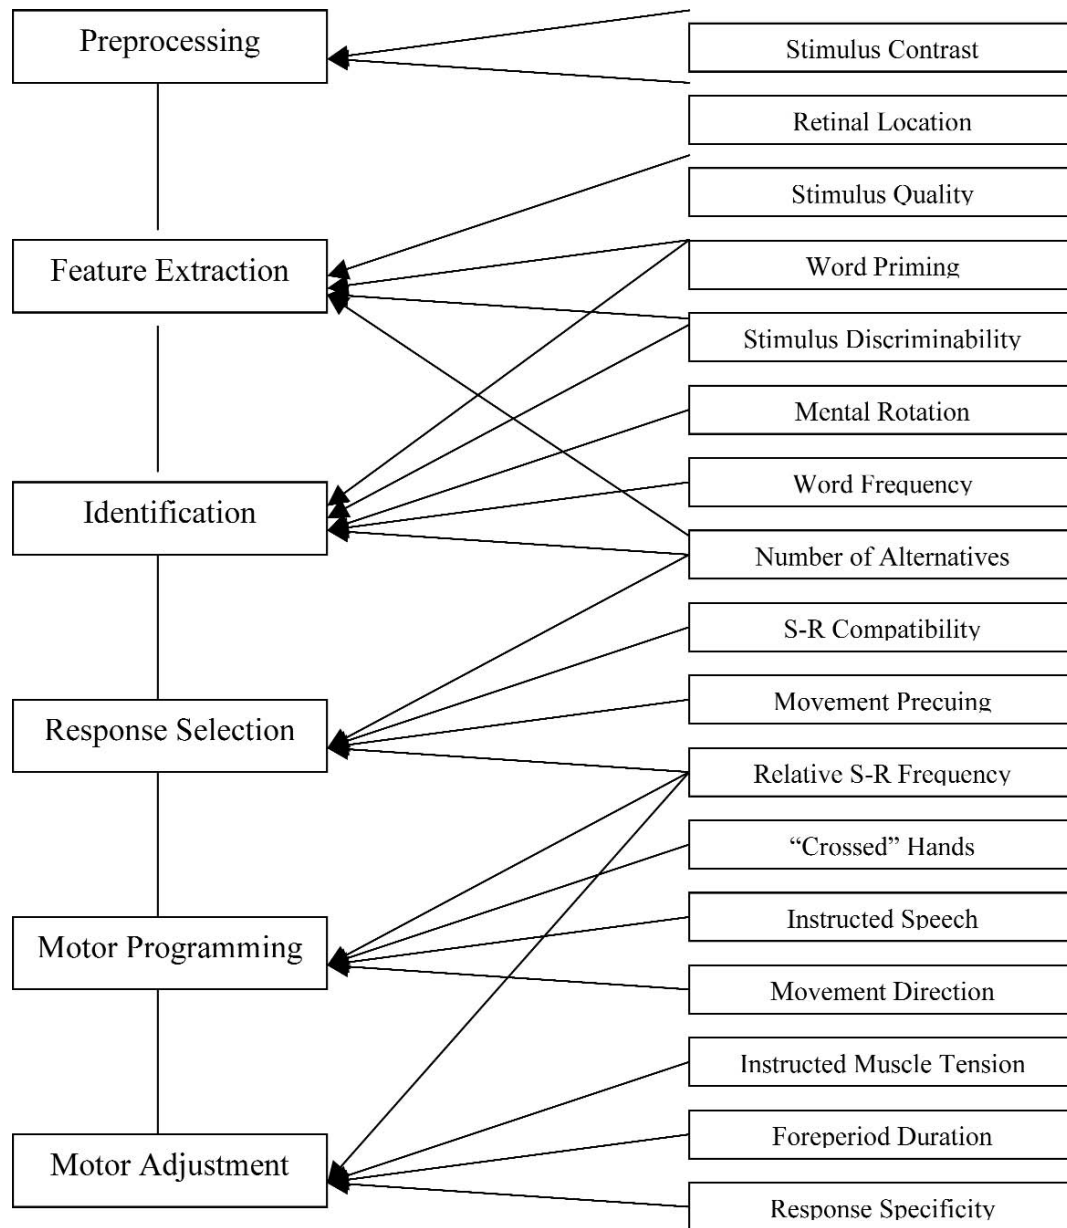 Preprocessing
Stimulus Contrast
Retinal Location
Stimulus Quality
Feature Extraction
Word Priming
Stimulus Discriminability
Mental Rotation
Word Frequency
Identification
Number of Alternatives
S-R Compatibility
Movement Precuing
Response Selection
Relative S-R Frequency
“Crossed” Hands
Instructed Speech
Motor Programming
Movement Direction
Instructed Muscle Tension
Foreperiod Duration
Motor Adjustment
Response Specificity